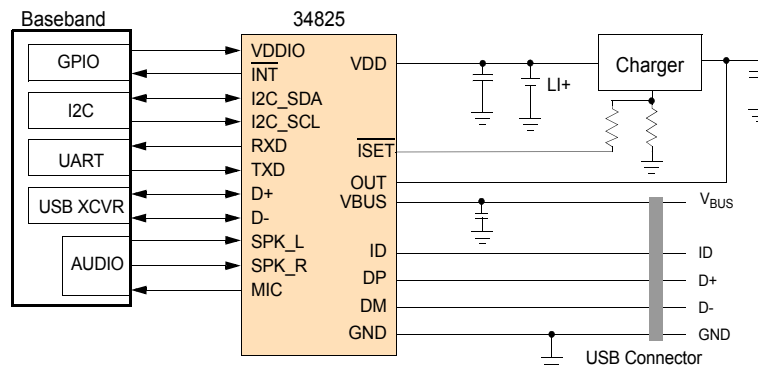 Baseband
34825
GPIO
I2C
UART
USB XCVR
AUDIO
VDDIO
INT
I2C_SDA
I2C_SCL
RXD
TXD
D+
D-
SPK_L
SPK_R
MIC
VDD
ISET
OUT
VBUS
ID
DP
DM
GND
LI+
Charger
VBUS
ID
D+
D-
GND
USB Connector